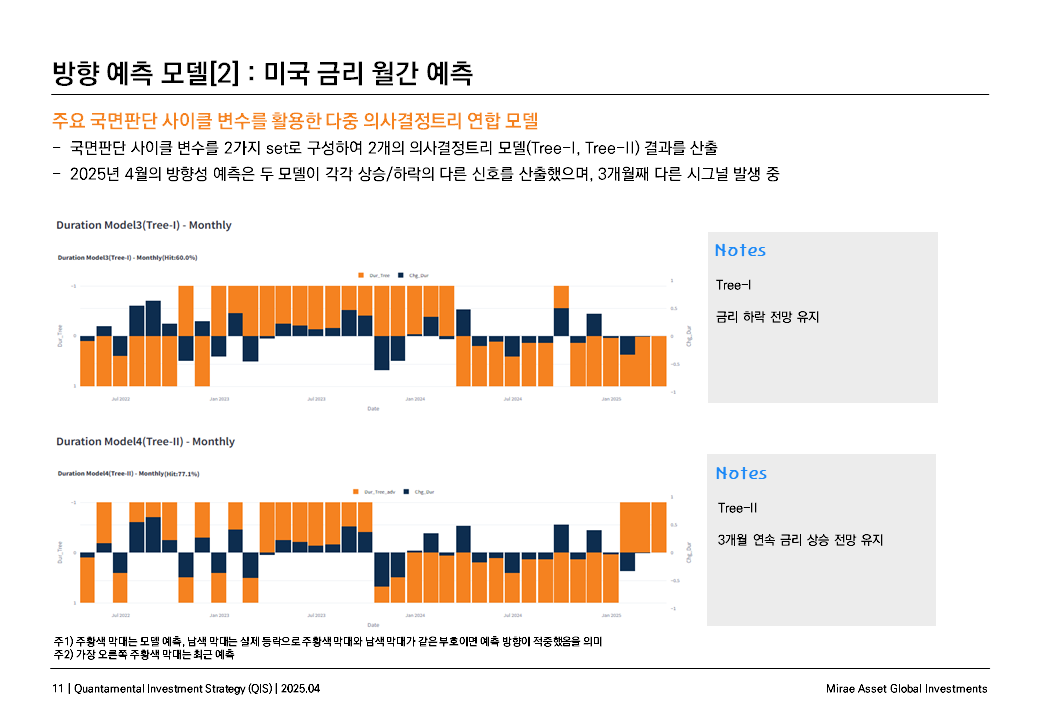 방향 예측 모델[2] : 미국 금리 월간 예측
주요 국면판단 사이클 변수를 활용한 다중 의사결정트리 연합 모델
- 국면판단 사이클 변수를 2가지 set로 구성하여 2개의 의사결정트리 모델(Tree-I, Tree-II) 결과를 산출
- 2025년 4월의 방향성 예측은 두 모델이 각각 상승/하락의 다른 신호를 산출했으며, 3개월째 다른 시그널 발생 중
Duration Model3(Tree-I) - Monthly
Duration Model3(Tree-I) - Monthly(Hit:60.0%)
Dur_Tree Chg_Dur
-1
0
1
Dur_Tree
1
0.5
0
-0.5
-1
Chg_Dur
Jul 2022 Jan 2023 Jul 2023 Jan 2024 Jul 2024 Jan 2025
Date
Notes
Tree-I
금리 하락 전망 유지
Duration Model4(Tree-II) - Monthly
Duration Model4(Tree-II) - Monthly(Hit:77.1%)
Dur_Tree_adv Chg_Dur
-1
0
1
Dur_Tree
1
0.5
0
-0.5
-1
Chg_Dur
Jul 2022 Jan 2023 Jul 2023 Jan 2024 Jul 2024 Jan 2025
Date
Notes
Tree-II
3개월 연속 금리 상승 전망 유지
주1) 주황색 막대는 모델 예측, 남색 막대는 실제 등락으로 주황색 막대와 남색 막대가 같은 부호이면 예측 방향이 적중했음을 의미
주2) 가장 오른쪽 주황색 막대는 최근 예측
11 | Quantamental Investment Strategy (QIS) | 2025.04
Mirae Asset Global Investments